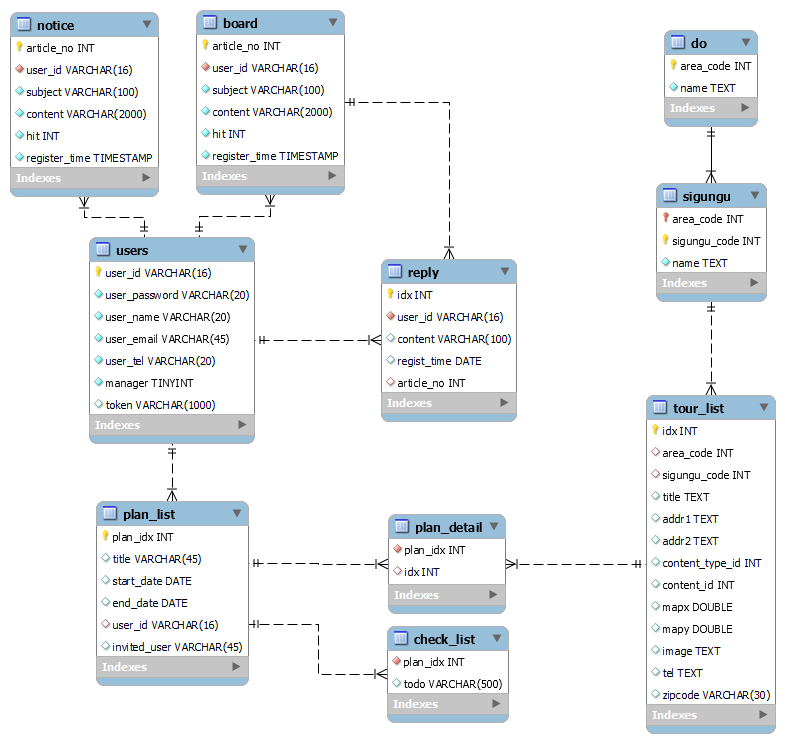 notice
article_no INT
user_id VARCHAR(16)
subject VARCHAR(100)
content VARCHAR(2000)
hit INT
register_time TIMESTAMP
Indexes
board
article_no INT
user_id VARCHAR(16)
subject VARCHAR(100)
content VARCHAR(2000)
hit INT
register_time TIMESTAMP
Indexes
do
area_code INT
name TEXT
Indexes
sigungu
area_code INT
sigungu_code INT
name TEXT
Indexes
users
user_id VARCHAR(16)
user_password VARCHAR(20)
user_name VARCHAR(20)
user_email VARCHAR(45)
user_tel VARCHAR(20)
manager TINYINT
token VARCHAR(1000)
Indexes
reply
idx INT
user_id VARCHAR(16)
content VARCHAR(100)
regist_time DATE
article_no INT
Indexes
tour_list
idx INT
area_code INT
sigungu_code INT
title TEXT
addr1 TEXT
addr2 TEXT
content_type_id INT
content_id INT
mapx DOUBLE
mapy DOUBLE
image TEXT
tel TEXT
zipcode VARCHAR(30)
Indexes
plan_list
plan_idx INT
title VARCHAR(45)
start_date DATE
end_date DATE
user_id VARCHAR(16)
invited_user VARCHAR(45)
Indexes
plan_detail
plan_idx INT
idx INT
Indexes
check_list
plan_idx INT
todo VARCHAR(500)
Indexes